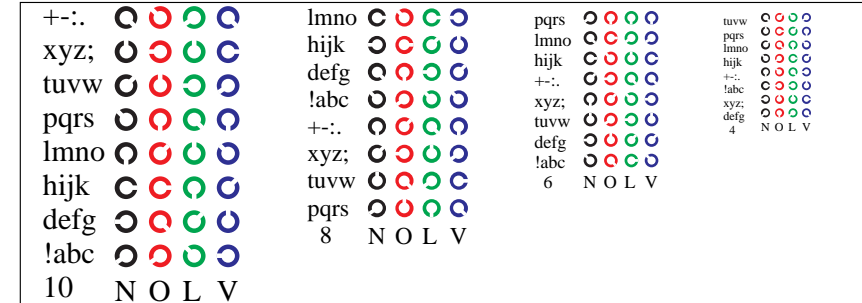 +-:.
xyz;
tuvw
pqrs
lmno
hijk
defg
!abc
10 N O L V
lmno
hijk
defg
!abc
+-:.
xyz;
tuvw
pqrs
8 N O L V
pqrs
lmno
hijk
+-:.
xyz;
tuvw
defg
!abc
6 N O L V
tuvw
pqrs
lmno
hijk
+-:.
!abc
xyz;
defg
4 N O L V